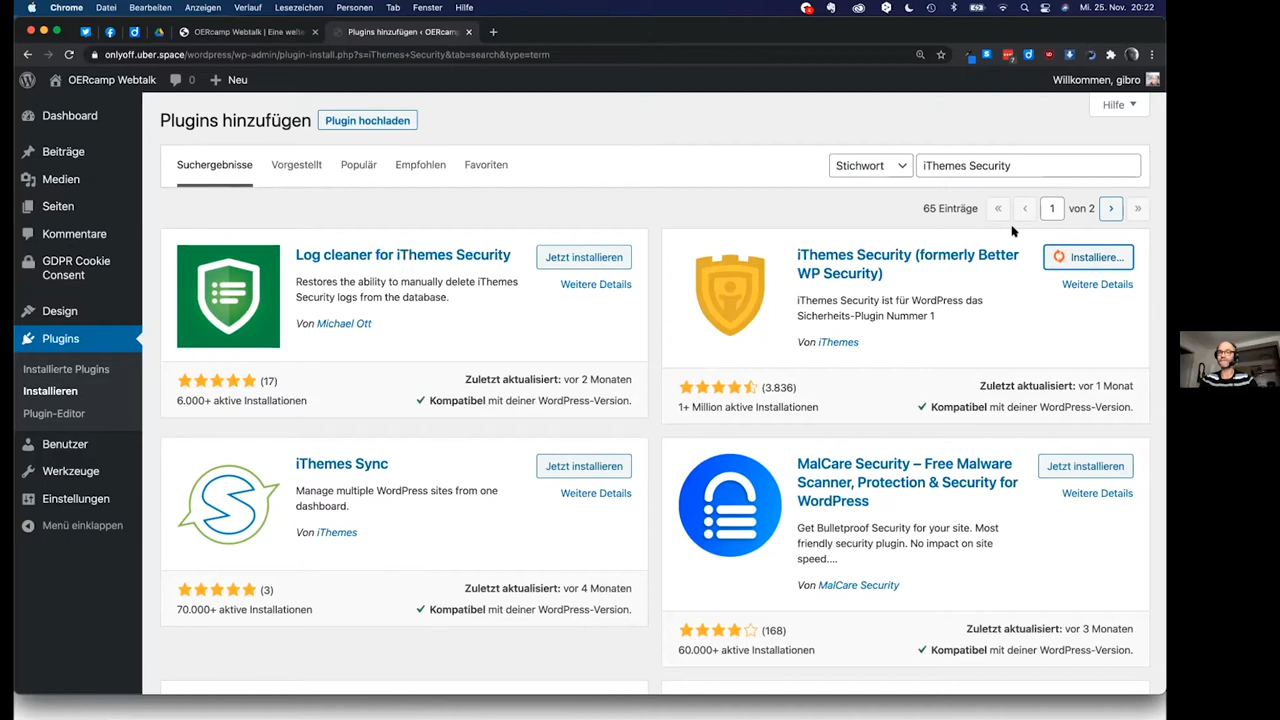 Chrome Datei Bearbeiten Anzeigen Verlauf Lesezeichen Personen Tab Fenster Hilfe Mi. 25. Nov. 20:22
OERcamp Webtalk | Eine welte Plugins hinzufügen ‹ OERcamp
onlyoff.uber.space/wordpress/wp-admin/plugin-install.php?s=iThemes+Security&tab=search&type=term
OERcamp Webtalk 0 Neu Willkommen, gibro
Dashboard
Beiträge
Medien
Seiten
Kommentare
GDPR Cookie
Consent
Design
Plugins
Installierte Plugins
Installieren
Plugin-Editor
Benutzer
Werkzeuge
Einstellungen
Menü einklappen
Hilfe
Plugins hinzufügen Plugin hochladen
Suchergebnisse Vorgestellt Populär Empfohlen Favoriten Stichwort iThemes Security
65 Einträge « ‹ 1 von 2 › »
Log cleaner for iThemes Security
Jetzt installieren
Weitere Details
Restores the ability to manually delete iThemes
Security logs from the database.
Von Michael Ott
(17)
6.000+ aktive Installationen
Zuletzt aktualisiert: vor 2 Monaten
Kompatibel mit deiner WordPress-Version.
iThemes Security (formerly Better
WP Security)
Installiere...
Weitere Details
iThemes Security ist für WordPress das
Sicherheits-Plugin Nummer 1
Von iThemes
(3.836)
1+ Million aktive Installationen
Zuletzt aktualisiert: vor 1 Monat
Kompatibel mit deiner WordPress-Version.
iThemes Sync
Jetzt installieren
Weitere Details
Manage multiple WordPress sites from one
dashboard.
Von iThemes
(3)
70.000+ aktive Installationen
Zuletzt aktualisiert: vor 4 Monaten
Kompatibel mit deiner WordPress-Version.
MalCare Security – Free Malware
Scanner, Protection & Security for
WordPress
Jetzt installieren
Weitere Details
Get Bulletproof Security for your site. Most
friendly security plugin. No impact on site
speed....
Von MalCare Security
(168)
60.000+ aktive Installationen
Zuletzt aktualisiert: vor 3 Monaten
Kompatibel mit deiner WordPress-Version.